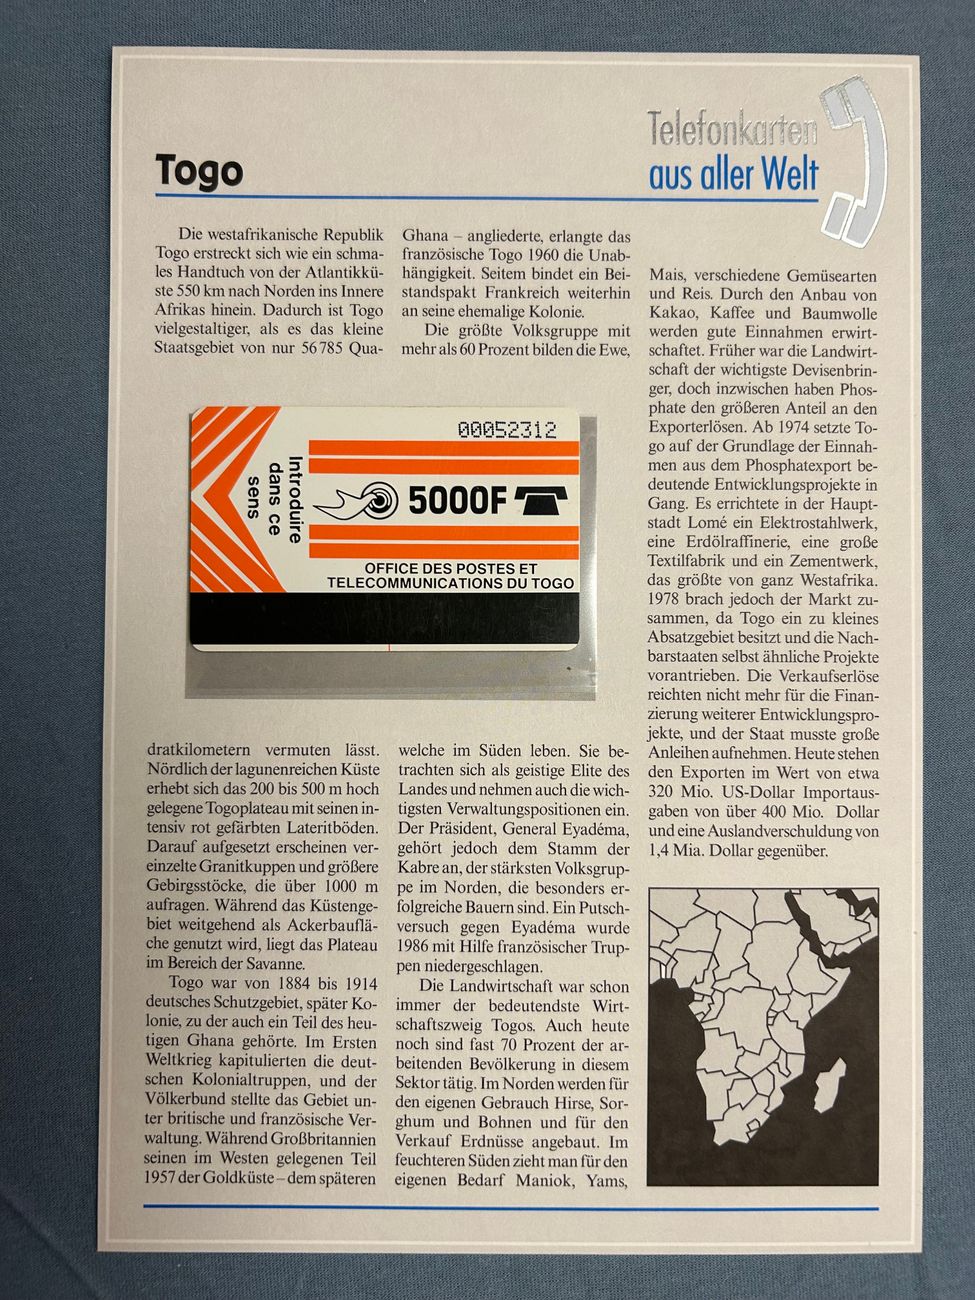 Telefonkarten
aus aller Welt
Togo
Die westafrikanische Republik
Togo erstreckt sich wie ein schma-
les Handtuch von der Atlantikkü-
ste 550 km nach Norden ins Innere
Afrikas hinein. Dadurch ist Togo
vielgestaltiger, als es das kleine
Staatsgebiet von nur 56 785 Qua-
dratkilometern vermuten lässt.
Nördlich der lagunenreichen Küste
erhebt sich das 200 bis 500 m hoch
gelegene Togoplateau mit seinen in-
tensiv rot gefärbten Lateritböden.
Darauf aufgesetzt erscheinen ver-
einzelte Granitkuppen und größere
Gebirgsstöcke, die über 1000 m
aufragen. Während das Küstenge-
biet weitgehend als Ackerbauflä-
che genutzt wird, liegt das Plateau
im Bereich der Savanne.
Togo war von 1884 bis 1914
deutsches Schutzgebiet, später Ko-
lonie, zu der auch ein Teil des heu-
tigen Ghana gehörte. Im Ersten
Weltkrieg kapitulierten die deut-
schen Kolonialtruppen, und der
Völkerbund stellte das Gebiet un-
ter britische und französische Ver-
waltung. Während Großbritannien
seinen im Westen gelegenen Teil
1957 der Goldküste – dem späteren
Ghana – angliederte, erlangte das
französische Togo 1960 die Unab-
hängigkeit. Seitem bindet ein Bei-
standspakt Frankreich weiterhin
an seine ehemalige Kolonie.
Die größte Volksgruppe mit
mehr als 60 Prozent bilden die Ewe,
welche im Süden leben. Sie be-
trachten sich als geistige Elite des
Landes und nehmen auch die wich-
tigsten Verwaltungspositionen ein.
Der Präsident, General Eyadéma,
gehört jedoch dem Stamm der
Kabre an, der stärksten Volksgrup-
pe im Norden, die besonders er-
folgreiche Bauern sind. Ein Putsch-
versuch gegen Eyadéma wurde
1986 mit Hilfe französischer Trup-
pen niedergeschlagen.
Die Landwirtschaft war schon
immer der bedeutendste Wirt-
schaftszweig Togos. Auch heute
noch sind fast 70 Prozent der ar-
beitenden Bevölkerung in diesem
Sektor tätig. Im Norden werden für
den eigenen Gebrauch Hirse, Sor-
ghum und Bohnen und für den
Verkauf Erdnüsse angebaut. Im
feuchteren Süden zieht man für den
eigenen Bedarf Maniok, Yams,
Mais, verschiedene Gemüsearten
und Reis. Durch den Anbau von
Kakao, Kaffee und Baumwolle
werden gute Einnahmen erwirt-
schaftet. Früher war die Landwirt-
schaft der wichtigste Devisenbrin-
ger, doch inzwischen haben Phos-
phate den größeren Anteil an den
Exporterlösen. Ab 1974 setzte To-
go auf der Grundlage der Einnah-
men aus dem Phosphatexport be-
deutende Entwicklungsprojekte in
Gang. Es errichtete in der Haupt-
stadt Lomé ein Elektrostahlwerk,
eine Erdölraffinerie, eine große
Textilfabrik und ein Zementwerk,
das größte von ganz Westafrika.
1978 brach jedoch der Markt zu-
sammen, da Togo ein zu kleines
Absatzgebiet besitzt und die Nach-
barstaaten selbst ähnliche Projekte
vorantrieben. Die Verkaufserlöse
reichten nicht mehr für die Finan-
zierung weiterer Entwicklungspro-
jekte, und der Staat musste große
Anleihen aufnehmen. Heute stehen
den Exporten im Wert von etwa
320 Mio. US-Dollar Importaus-
gaben von über 400 Mio. Dollar
und eine Auslandverschuldung von
1,4 Mia. Dollar gegenüber.
00052312
Introduire
dans ce
sens
5000F
OFFICE DES POSTES ET
TELECOMMUNICATIONS DU TOGO